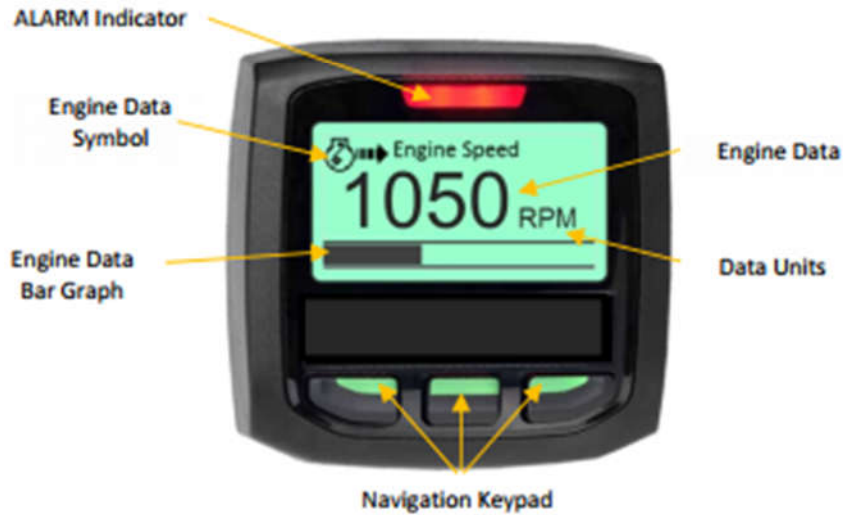 ALARM Indicator
Engine Data
Symbol
Engine Speed
1050 RPM
Engine Data
Engine Data
Bar Graph
Data Units
Navigation Keypad